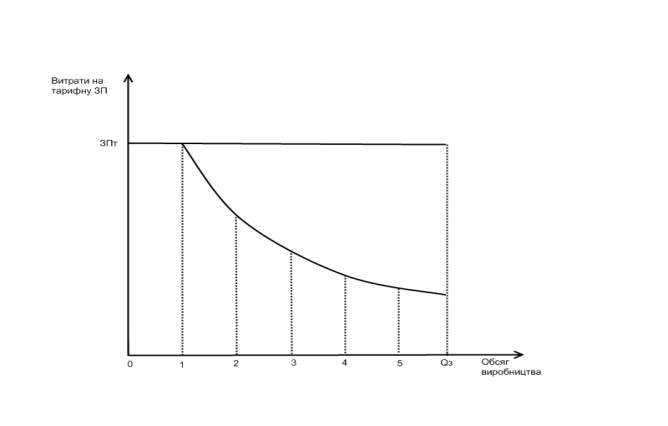 Витрати на
тарифну ЗП
ЗПт
0
1
2
3
4
5
Qз
Обсяг
виробництва